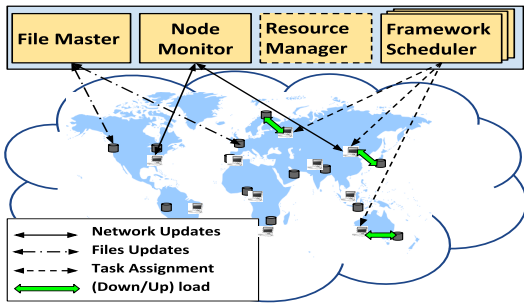 File Master
Node
Monitor
Resource
Manager
Framework
Scheduler
Network Updates
Files Updates
Task Assignment
(Down/Up) load